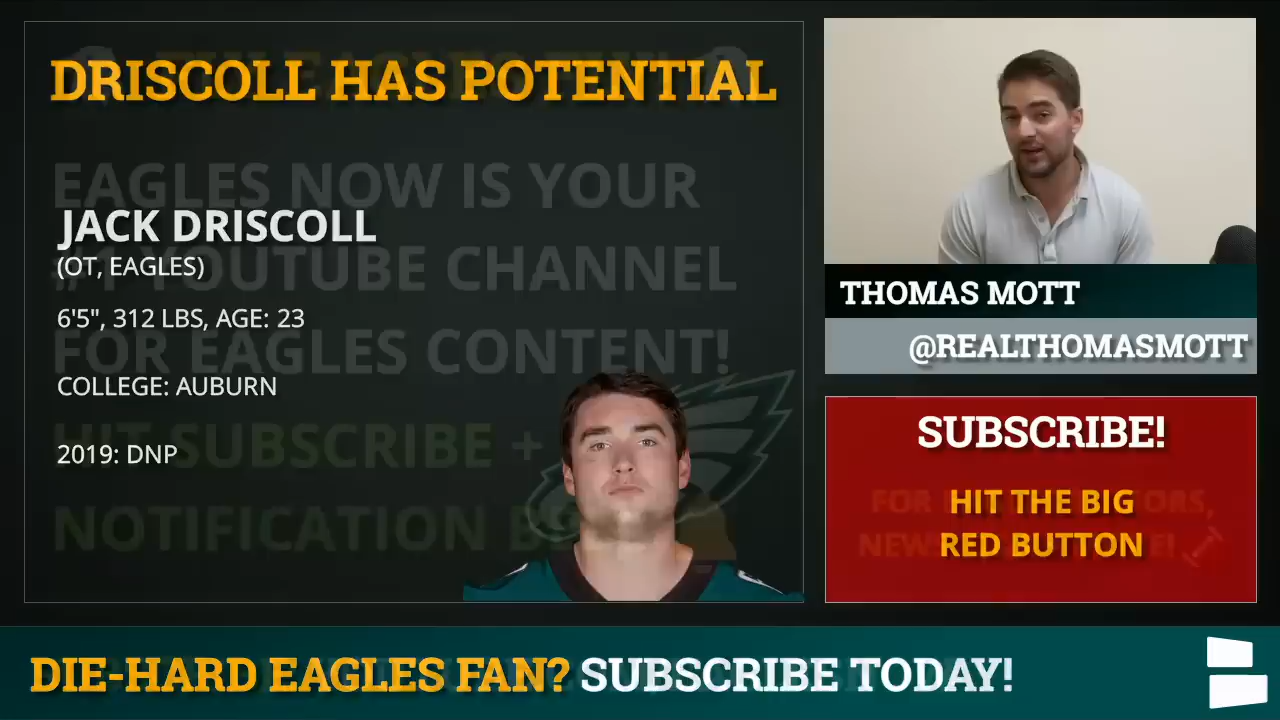 DRISCOLL HAS POTENTIAL
EAGLES NOW IS YOUR
JACK DRISCOLL
(OT, EAGLES)
#1 YOUTUBE CHANNEL
6'5", 312 LBS, AGE: 23
FOR EAGLES CONTENT!
COLLEGE: AUBURN
HIT SUBSCRIBE +
2019: DNP
NOTIFICATION
THOMAS MOTT
@REALTHOMASMOTT
SUBSCRIBE!
HIT THE BIG
RED BUTTON
DIE-HARD EAGLES FAN? SUBSCRIBE TODAY!